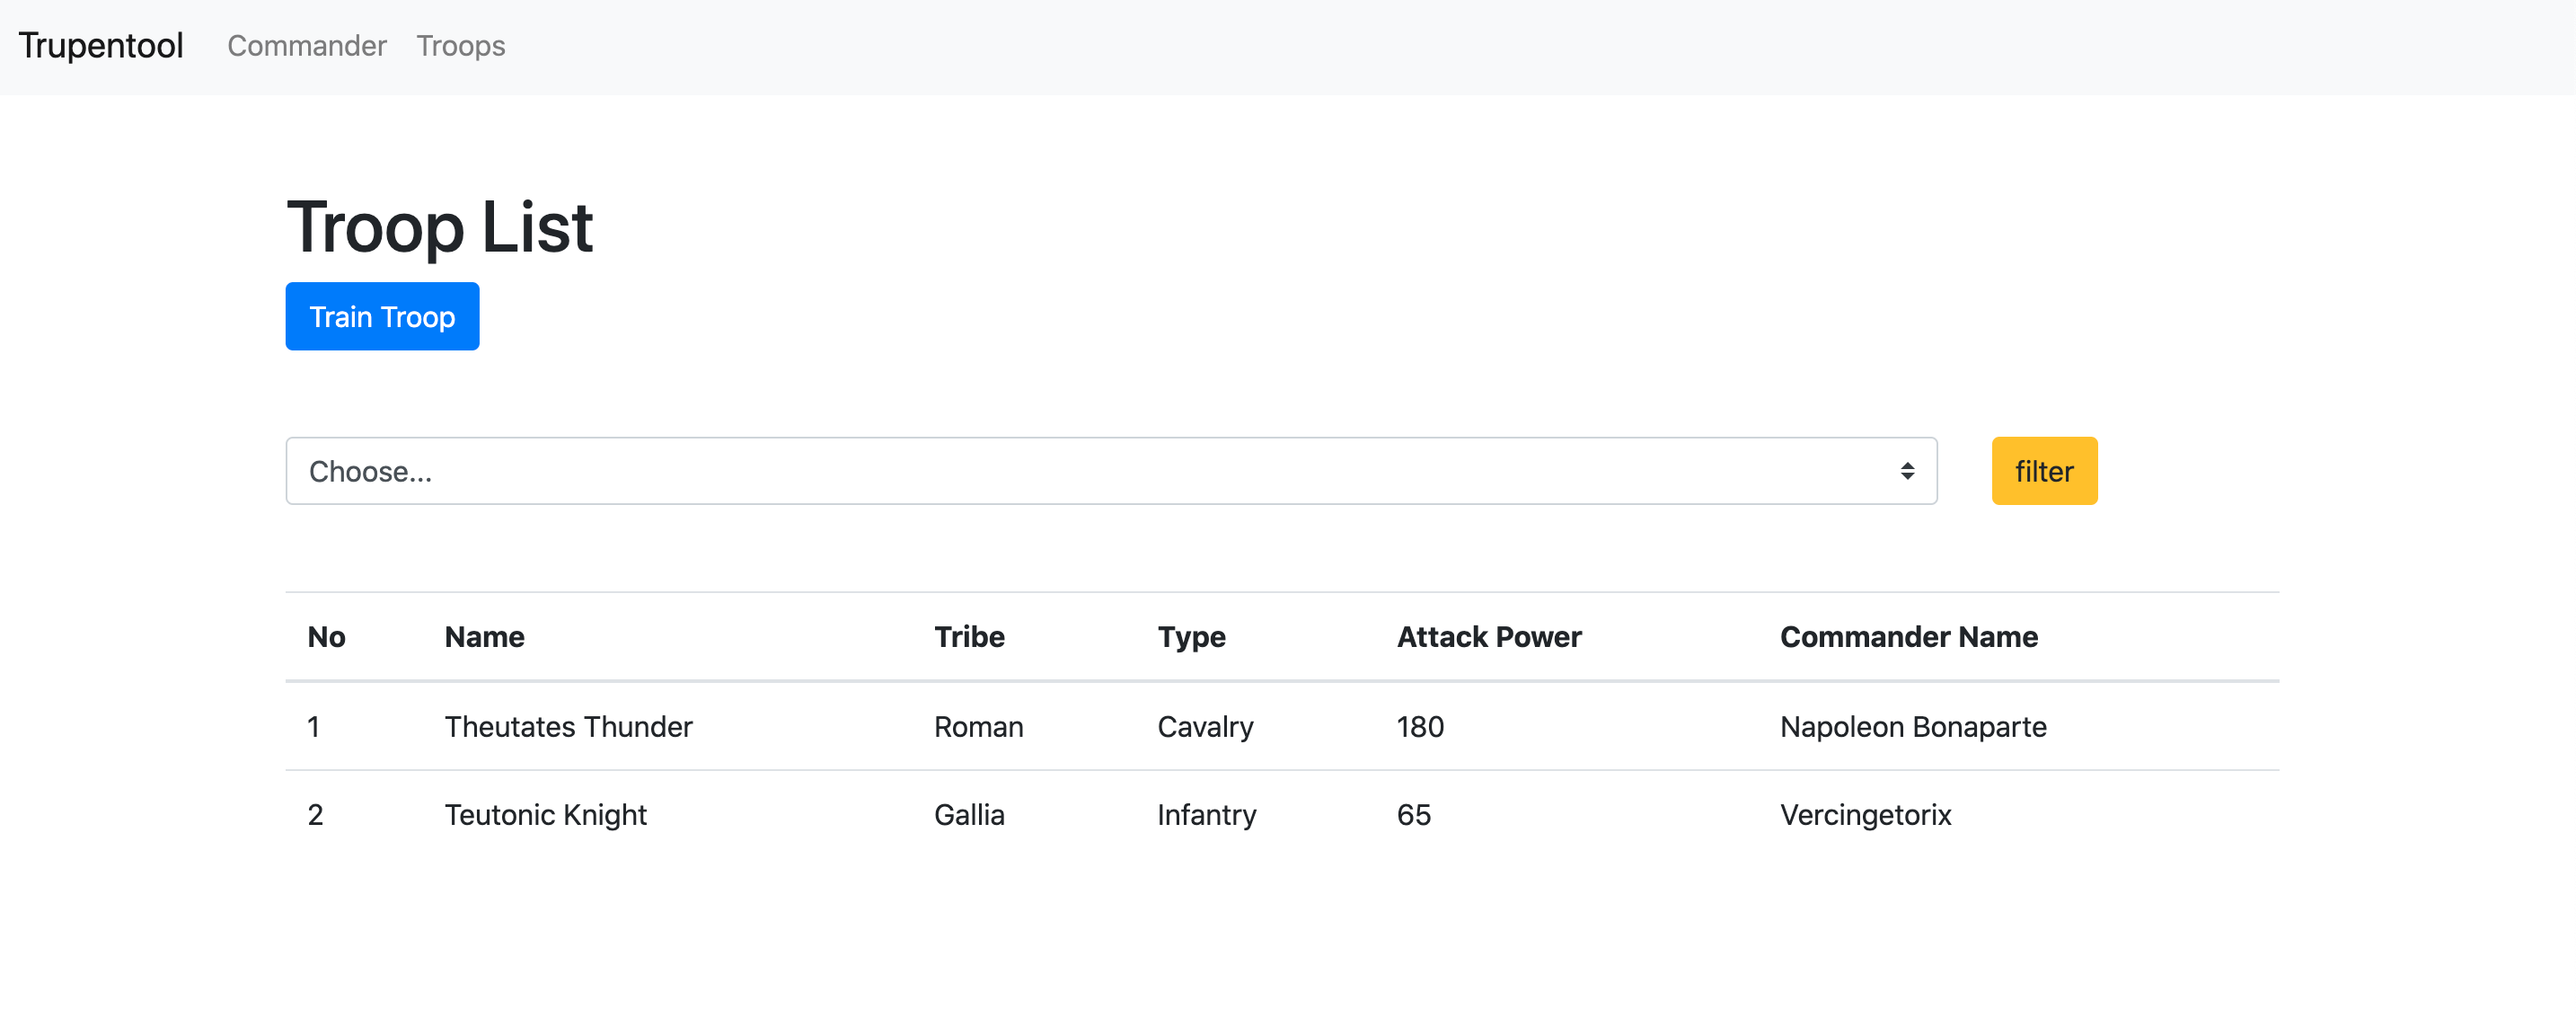 Trupentool Commander Troops
Troop List
Train Troop
Choose... filter
No Name Tribe Type Attack Power Commander Name
1 Theutates Thunder Roman Cavalry 180 Napoleon Bonaparte
2 Teutonic Knight Gallia Infantry 65 Vercingetorix